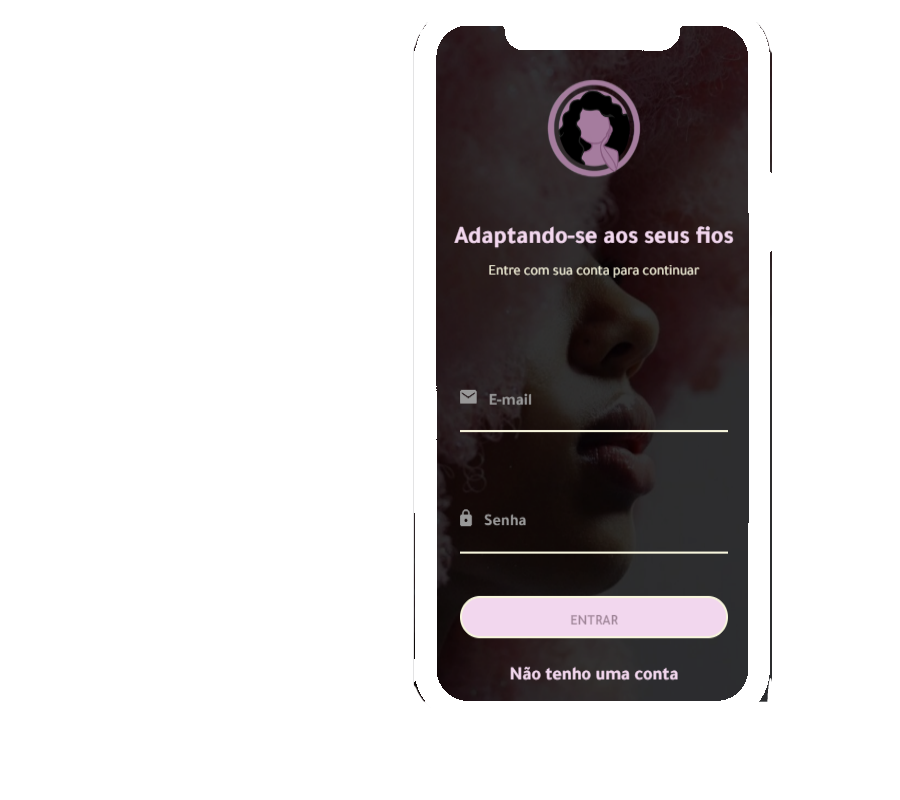 Adaptando-se aos seus fios
Entre com sua conta para continuar
E-mail
Senha
ENTRAR
Não tenho uma conta